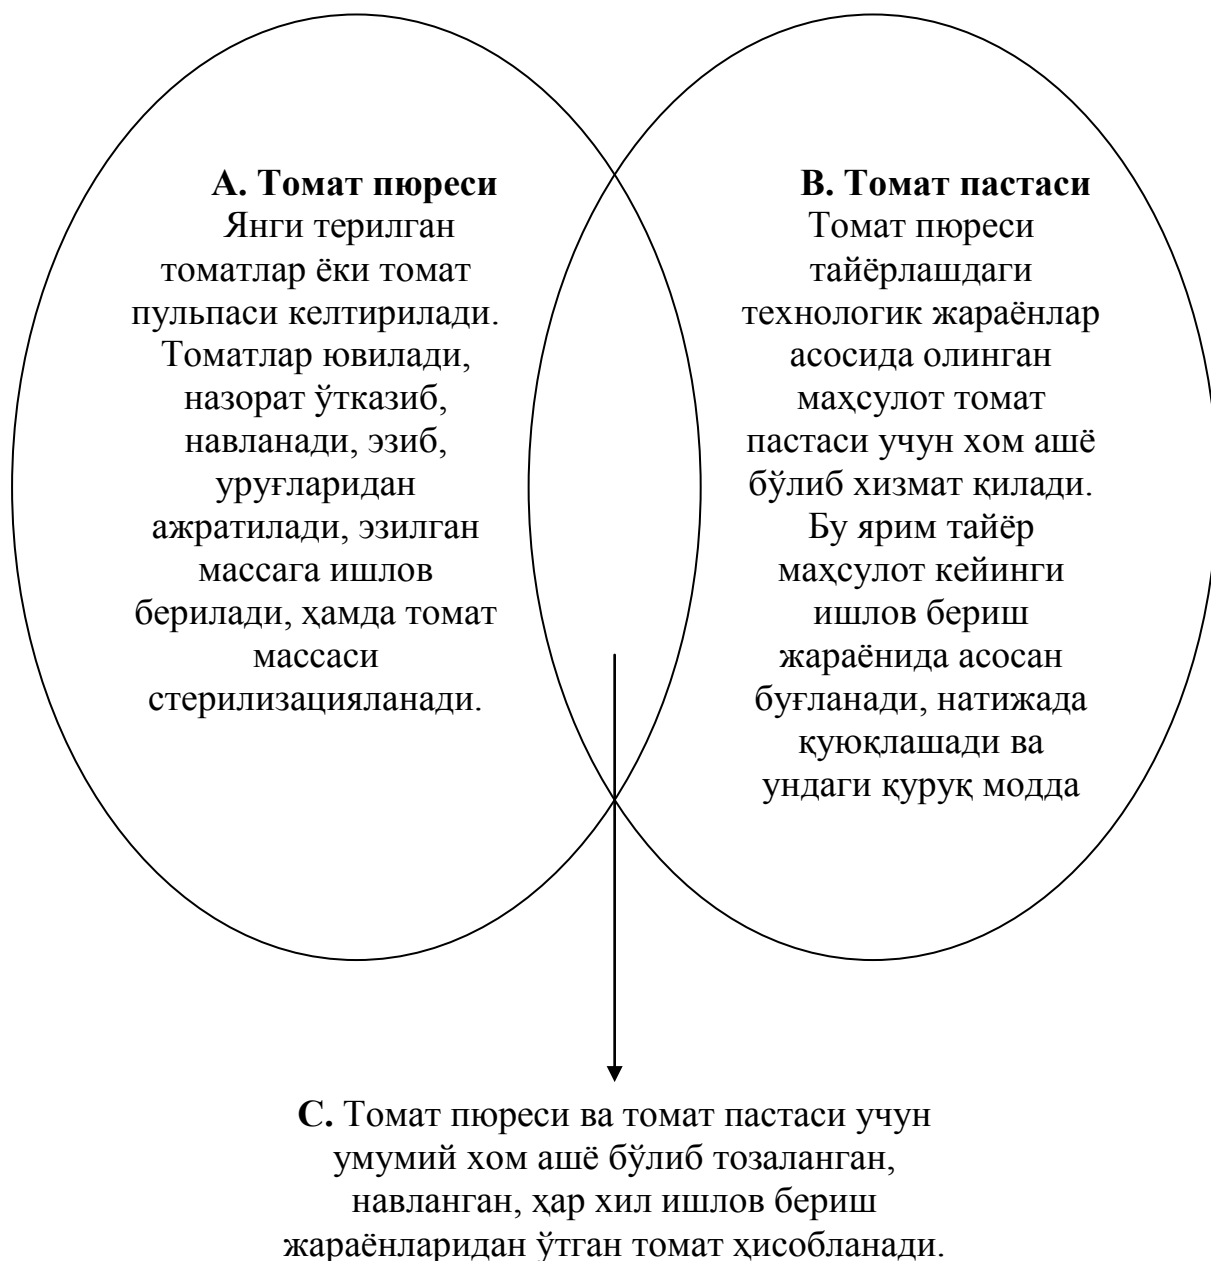 А. Томат пюреси
Янги терилган
томатлар ёки томат
пульпаси келтирилади.
Томатлар ювилади,
назорат ўтказиб,
навланади, эзиб,
уруғларидан
ажратилади, эзилган
массага ишлов
берилади, ҳамда томат
массаси
стерилизацияланади.
В. Томат пастаси
Томат пюреси
тайёрлашдаги
технологик жараёнлар
асосида олинган
маҳсулот томат
пастаси учун хом ашё
бўлиб хизмат қилади.
Бу ярим тайёр
маҳсулот кейинги
ишлов бериш
жараёнида асосан
буғланади, натижада
қуюқлашади ва
ундаги қуруқ модда
С. Томат пюреси ва томат пастаси учун
умумий хом ашё бўлиб тозаланган,
навланган, ҳар хил ишлов бериш
жараёнларидан ўтган томат ҳисобланади.